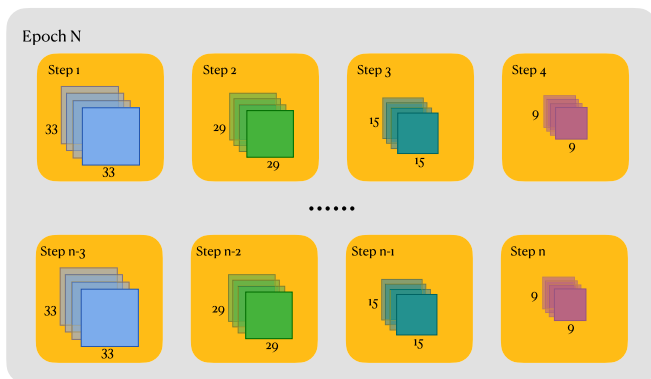 Epoch N
Step 1
Step 2
Step 3
Step 4
33
33
29
29
15
15
9
9
......
Step n-3
Step n-2
Step n-1
Step n
33
33
29
29
15
15
9
9